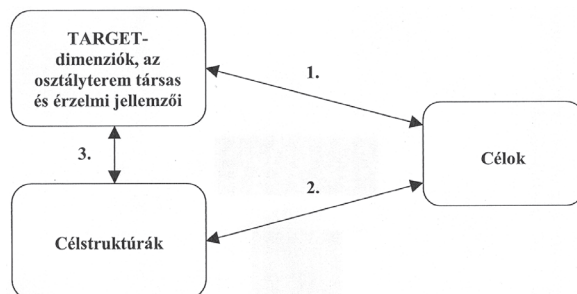 TARGET-
dimenziók, az
osztályterem társas
és érzelmi jellemzői
1.
3.
Célok
2.
Célstruktúrák